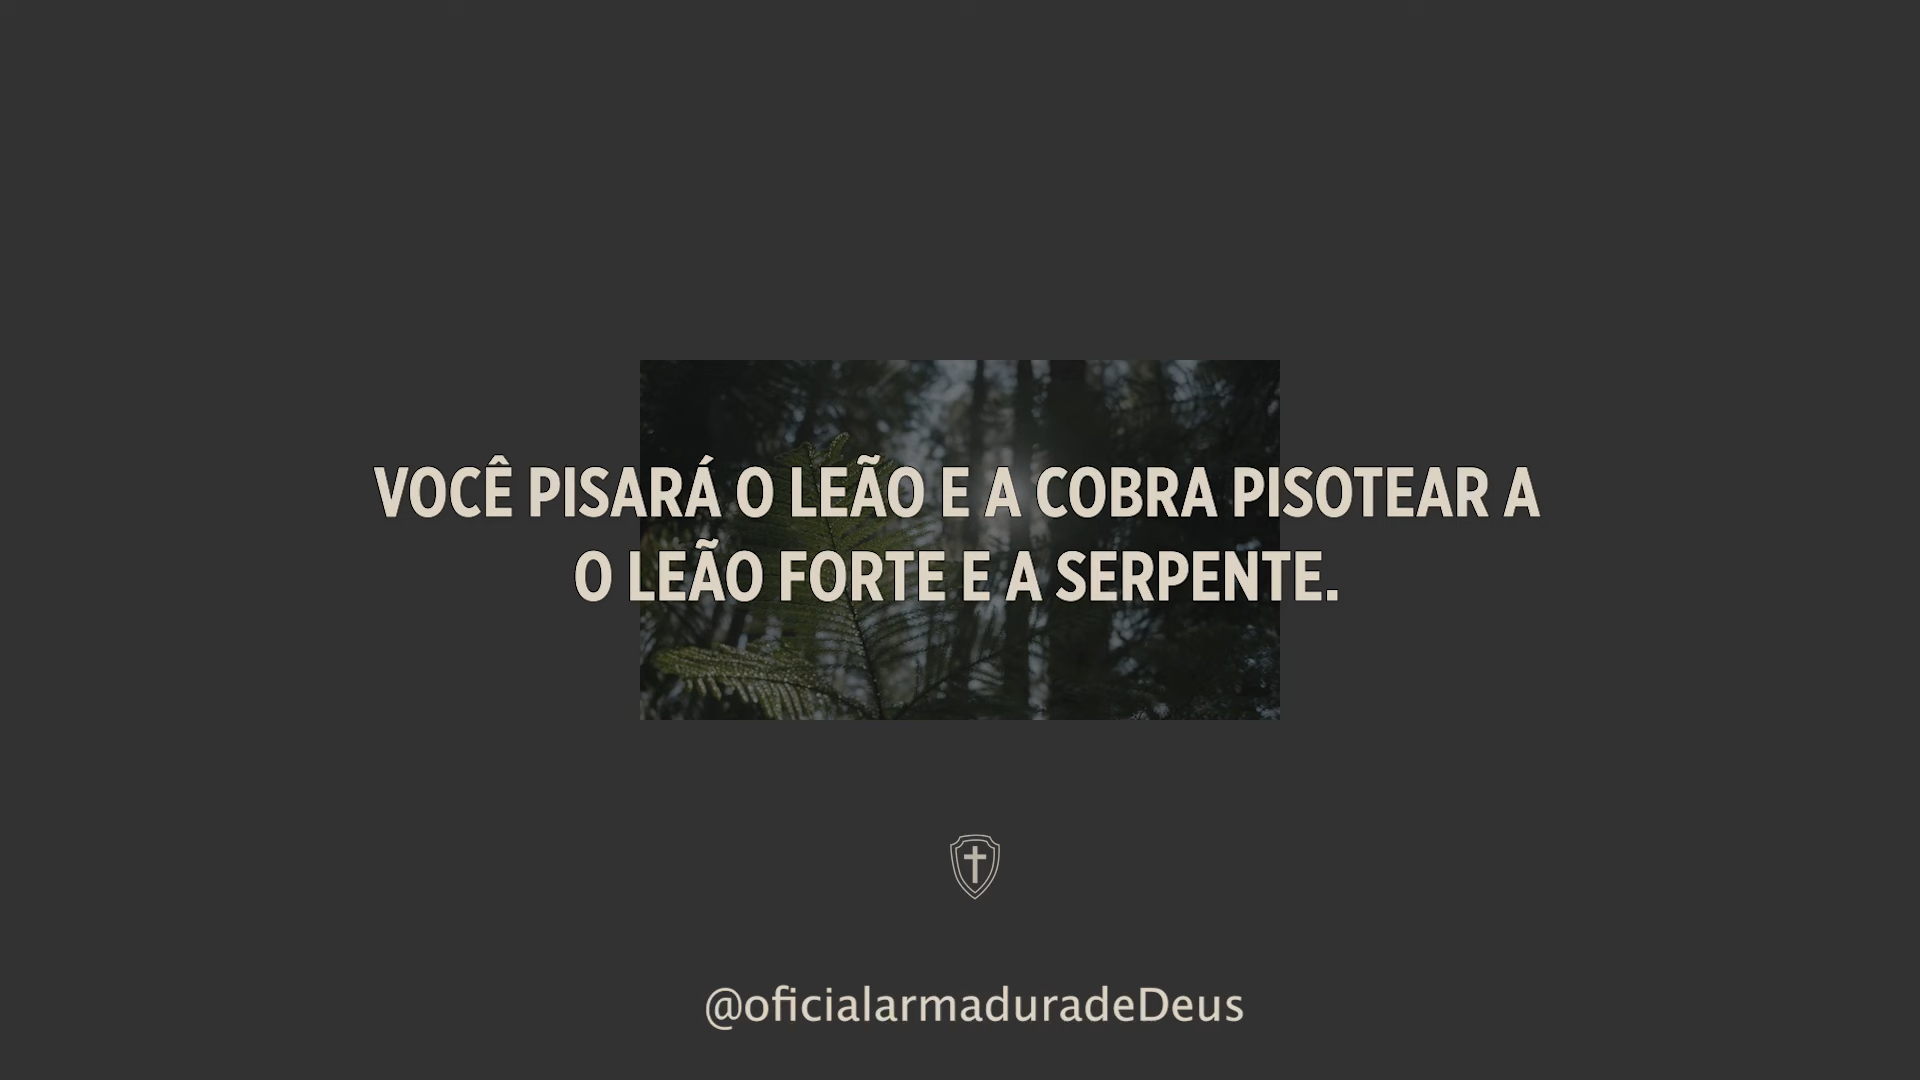 VOCÊ PISARÁ O LEÃO E A COBRA PISOTEAR A
O LEÃO FORTE E A SERPENTE.
@oficialarmaduradeDeus